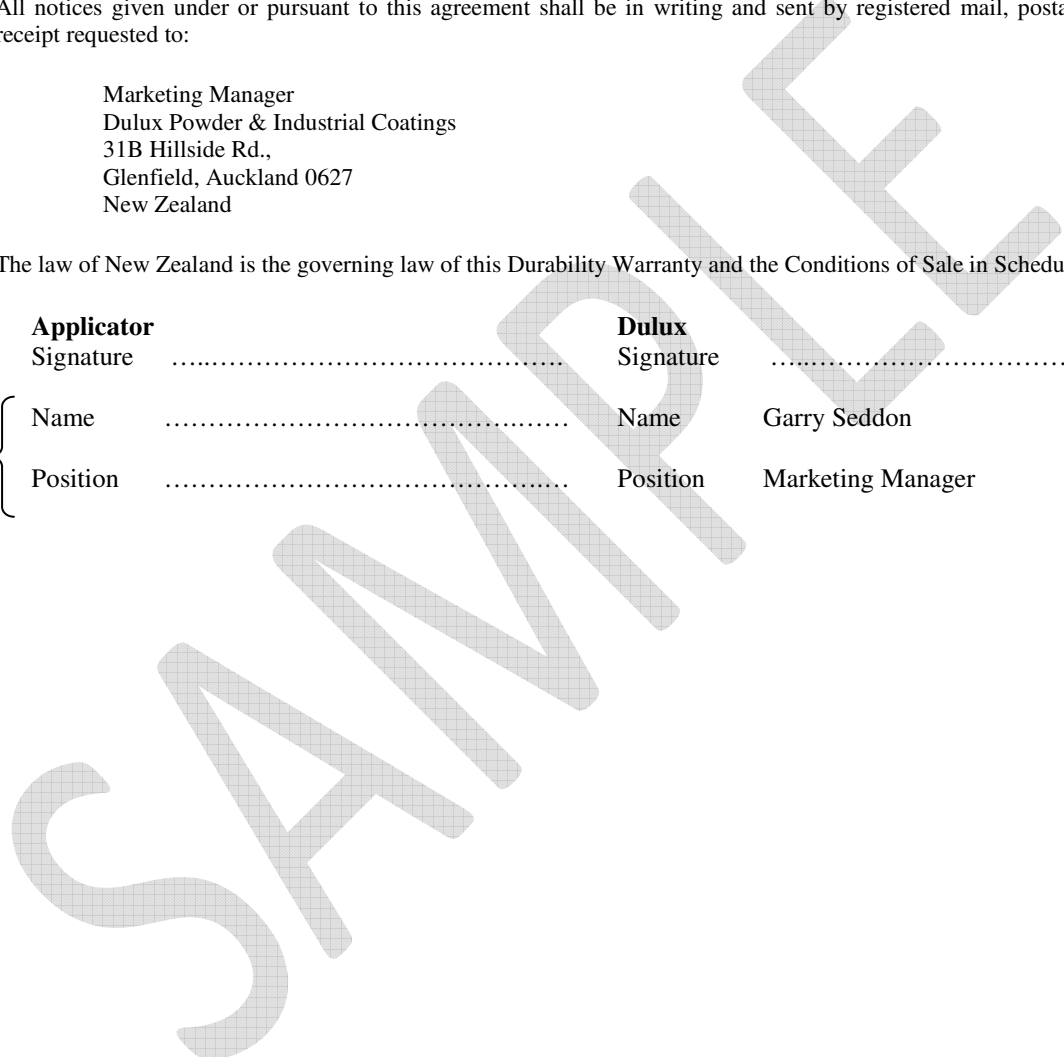 All notices given under or pursuant to this agreement shall be in writing and sent by registered mail, posta
receipt requested to:
Marketing Manager
Dulux Powder & Industrial Coatings
31B Hillside Rd.,
Glenfield, Auckland 0627
New Zealand
The law of New Zealand is the governing law of this Durability Warranty and the Conditions of Sale in Schedu
Applicator Dulux
Signature …..………………………………. Signature …..……………………….
Name ………………………………….…… Name Garry Seddon
Position …………………………………..… Position Marketing Manager
SAMPLE